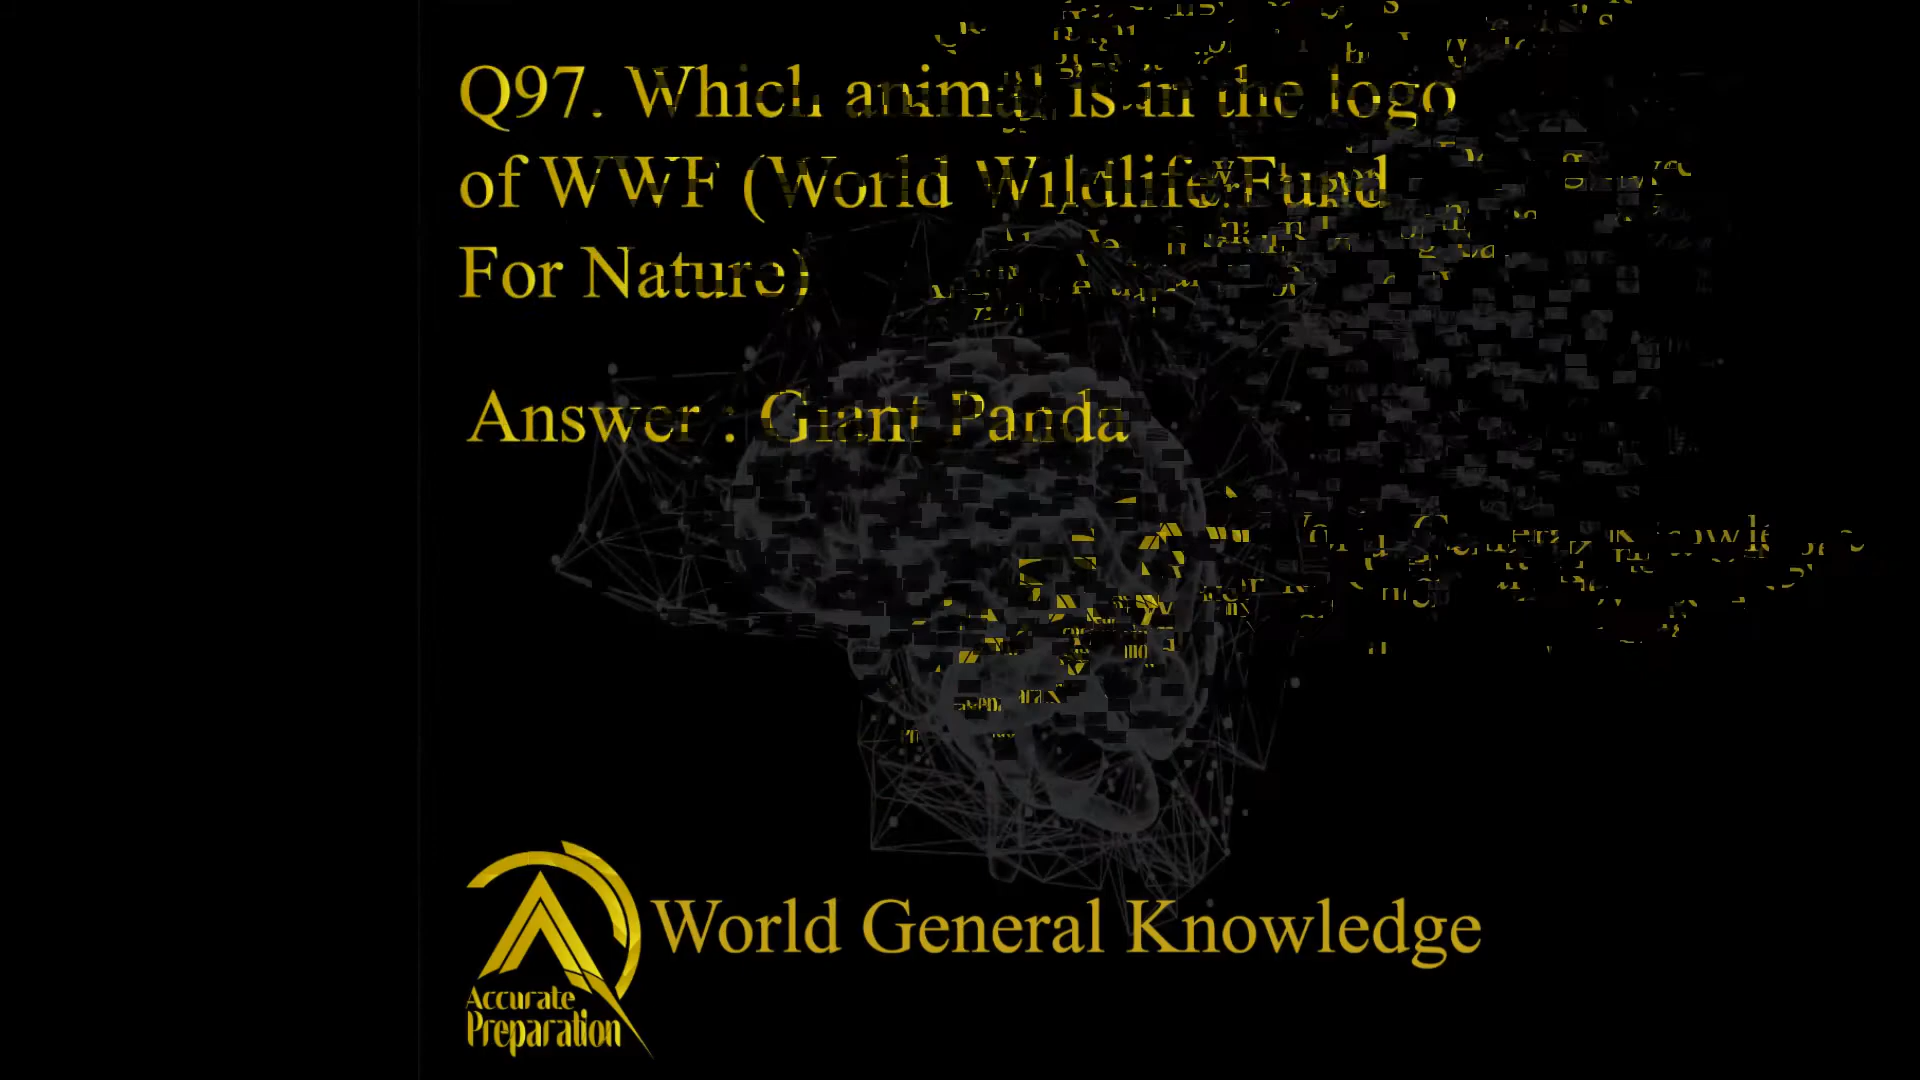 Q97. Which animal is in the logo
of WWF (World Wildlife Fund
For Nature)
Answer : Giant Panda
World General Knowledge
Accurate
Preparation